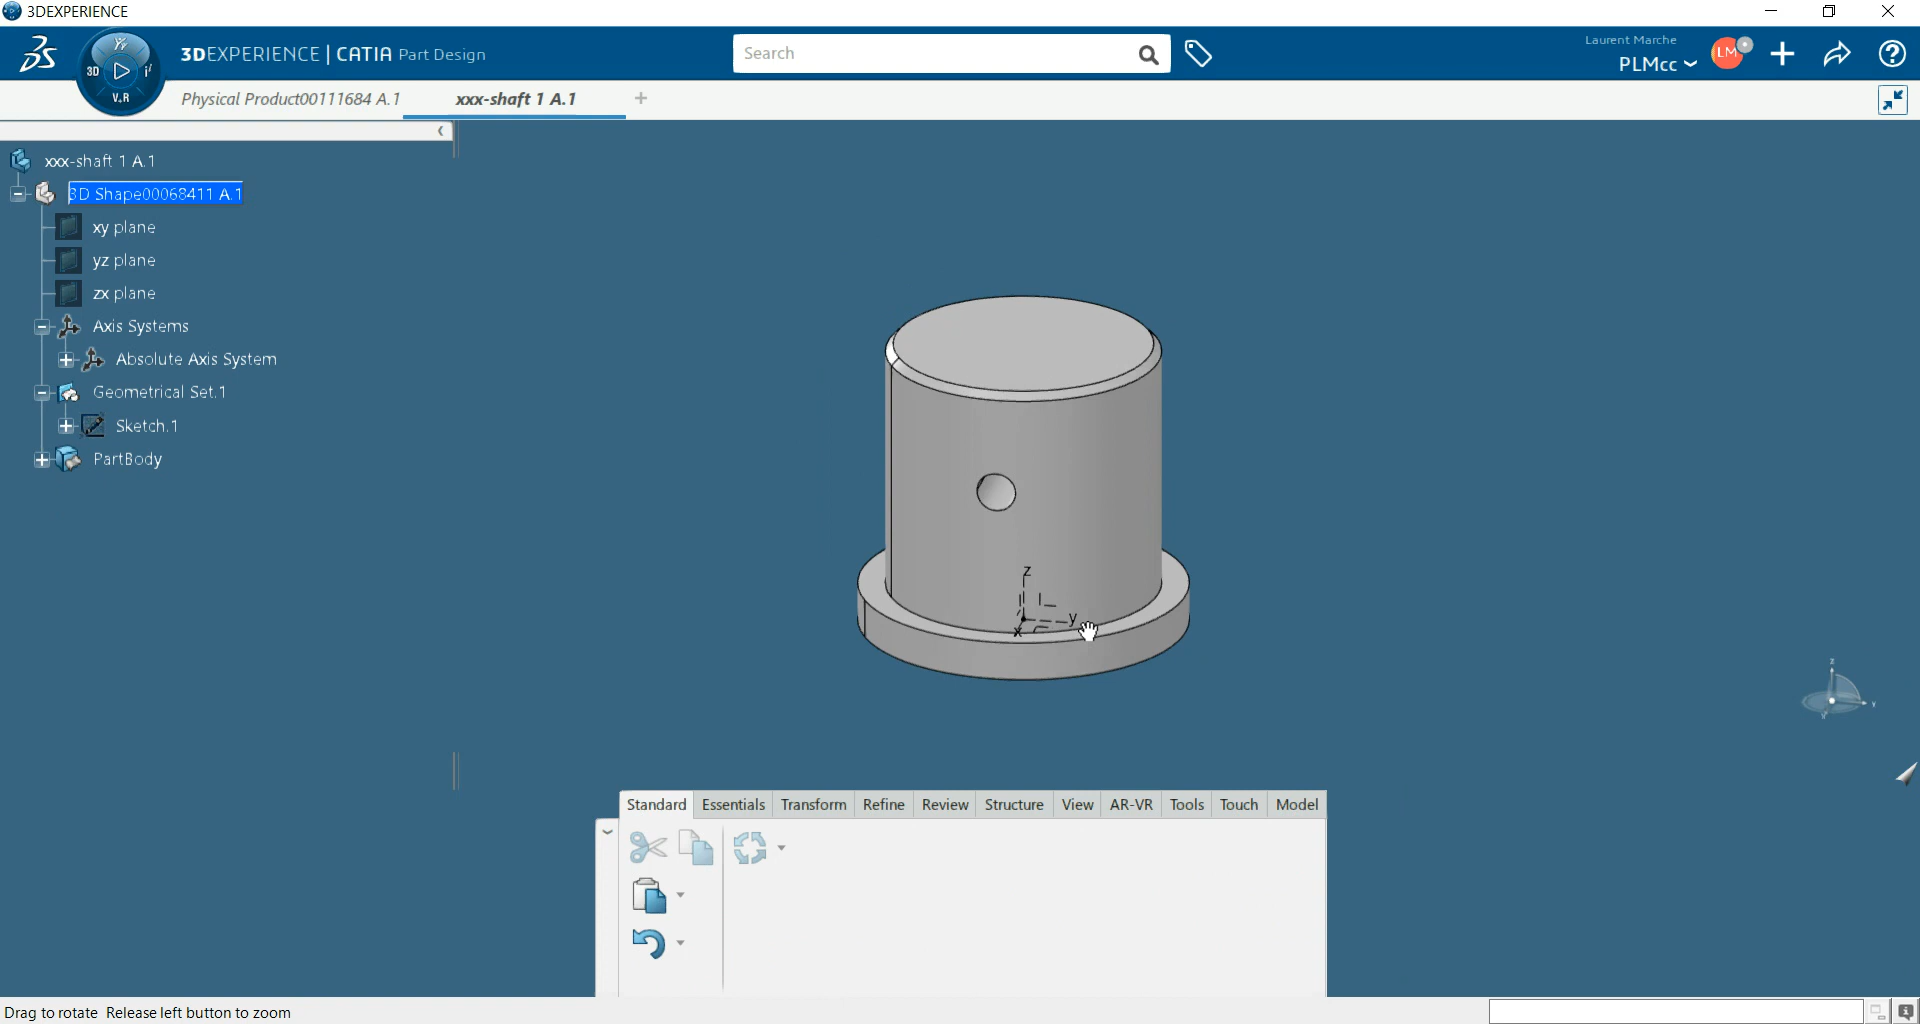 3DEXPERIENCE
3DEXPERIENCE | CATIA Part Design
Search
Laurent Marche
PLMcc
LM
3D
V.R
Physical Product00111684 A.1
xxx-shaft 1 A.1
+
xxx-shaft 1 A.1
3D Shape00068411 A.1
xy plane
yz plane
zx plane
Axis Systems
Absolute Axis System
Geometrical Set.1
Sketch.1
PartBody
z
y
x
Standard
Essentials
Transform
Refine
Review
Structure
View
AR-VR
Tools
Touch
Model
Drag to rotate Release left button to zoom